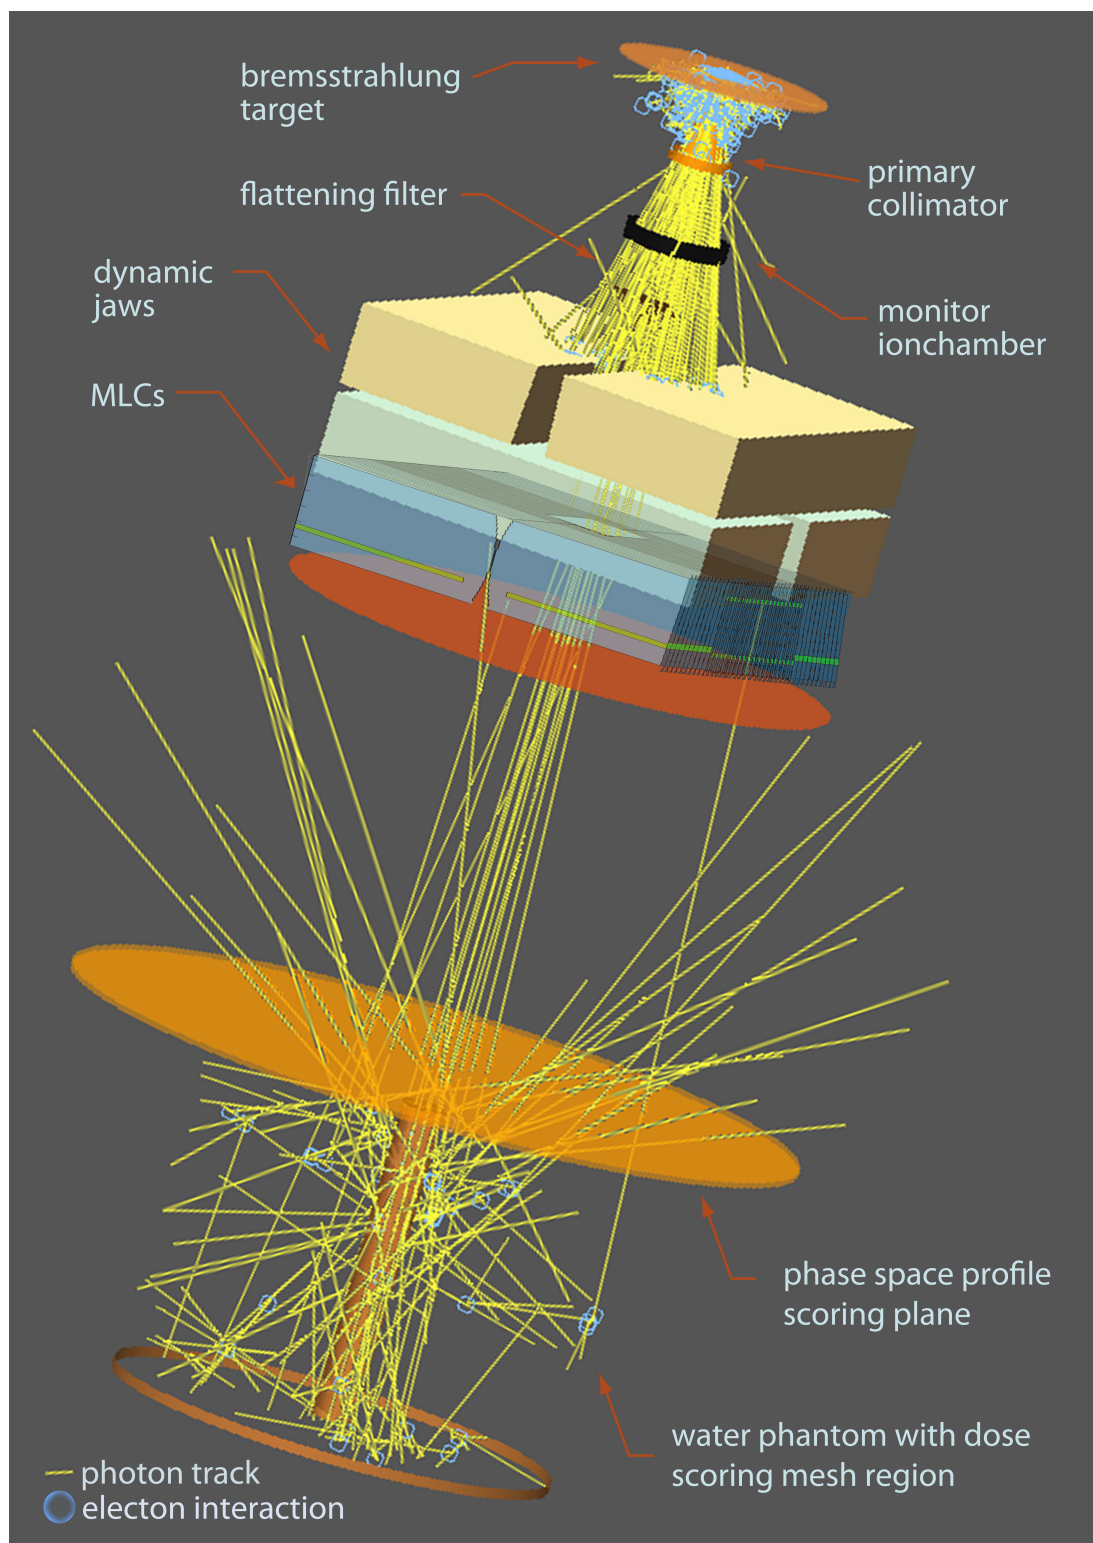 bremsstrahlung
target
primary
collimator
flattening filter
dynamic
jaws
monitor
ionchamber
MLCs
phase space profile
scoring plane
water phantom with dose
scoring mesh region
photon track
electon interaction